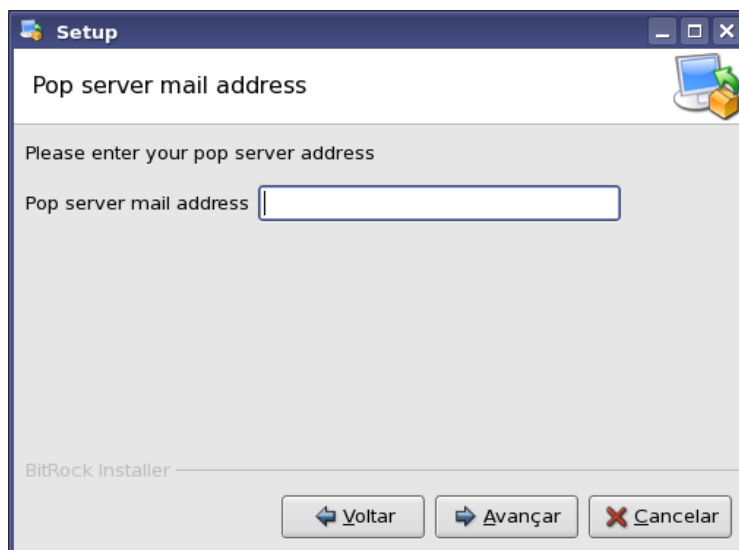 Setup
Pop server mail address
Please enter your pop server address
Pop server mail address
BitRock Installer
Voltar Avançar Cancelar